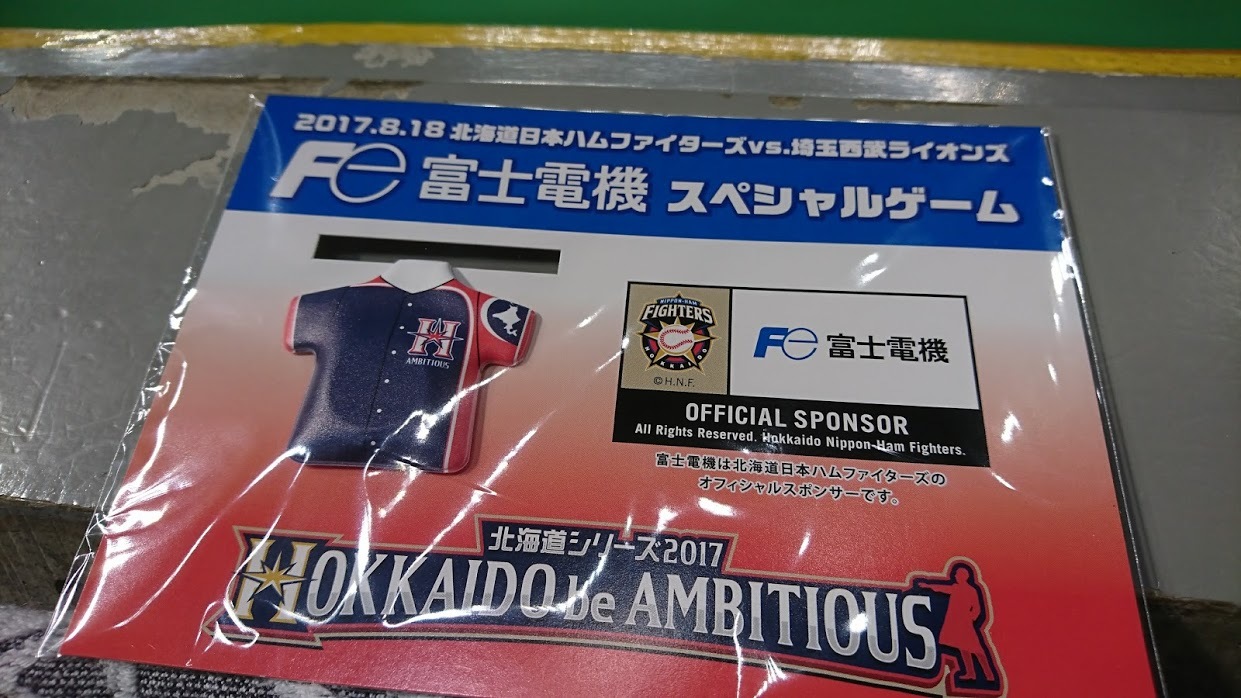 2017.8.18 北海道日本ハムファイターズvs.埼玉西武ライオンズ
Fe 富士電機 スペシャルゲーム
H
AMBITIOUS
NIPPON-HAM
FIGHTERS
HOKKAIDO
©H.N.F.
Fe 富士電機
OFFICIAL SPONSOR
All Rights Reserved. Hokkaido Nippon-Ham Fighters.
富士電機は北海道日本ハムファイターズの
オフィシャルスポンサーです。
北海道シリーズ2017
HOKKAIDO be AMBITIOUS